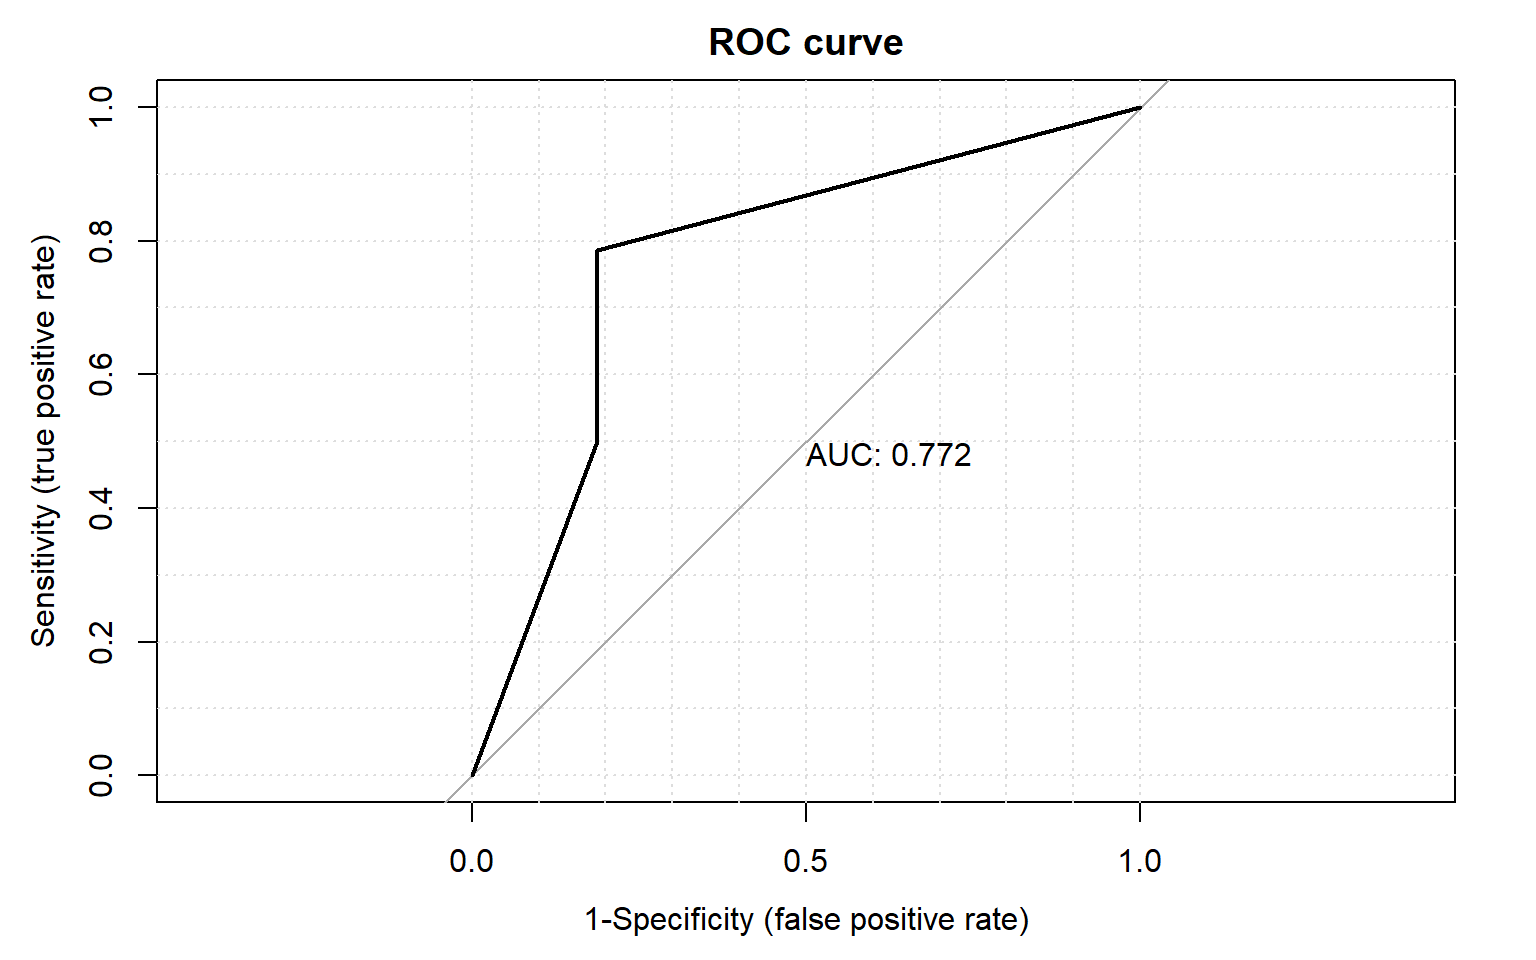 ROC curve
Sensitivity (true positive rate)
1.0
0.8
0.6
0.4
0.2
0.0
AUC: 0.772
0.0 0.5 1.0
1-Specificity (false positive rate)